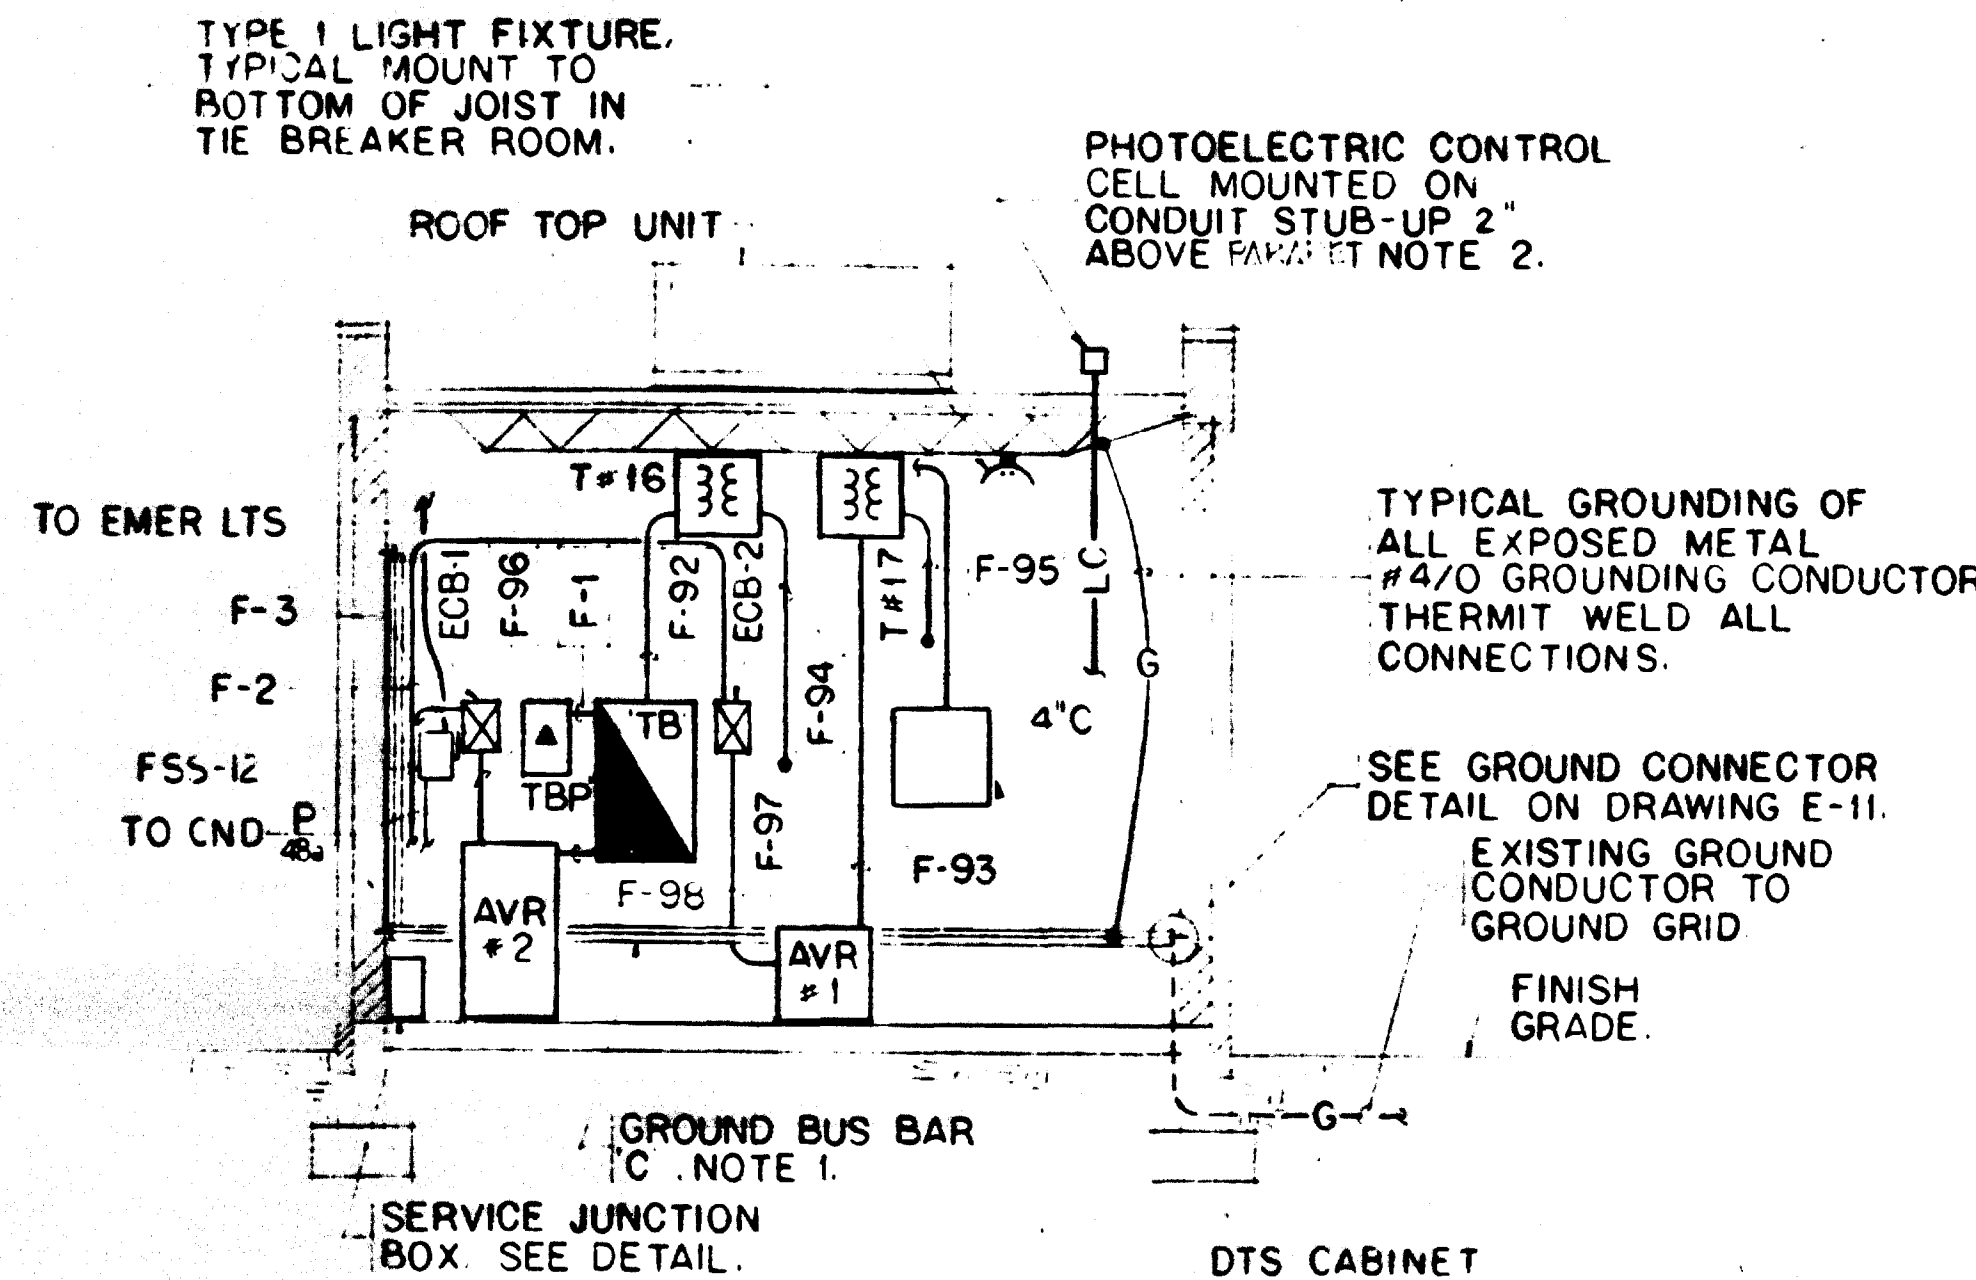 TYPE 1 LIGHT FIXTURE.
TYPICAL MOUNT TO
BOTTOM OF JOIST IN
TIE BREAKER ROOM.
PHOTOELECTRIC CONTROL
CELL MOUNTED ON
CONDUIT STUB-UP 2"
ABOVE PARAPET NOTE 2.
ROOF TOP UNIT
T#16
TO EMER LTS
F-3
F-2
FSS-12
TO CND P
48a
ECB-1
F-96
F-1
F-92
ECB-2
T#17
F-95
LC
G
F-94
F-97
4"C
TB
TBP
F-98
F-93
AVR
#2
AVR
#1
TYPICAL GROUNDING OF
ALL EXPOSED METAL
#4/0 GROUNDING CONDUCTOR
THERMIT WELD ALL
CONNECTIONS.
SEE GROUND CONNECTOR
DETAIL ON DRAWING E-11.
EXISTING GROUND
CONDUCTOR TO
GROUND GRID
FINISH
GRADE.
G
GROUND BUS BAR
'C'. NOTE 1.
SERVICE JUNCTION
BOX. SEE DETAIL.
DTS CABINET